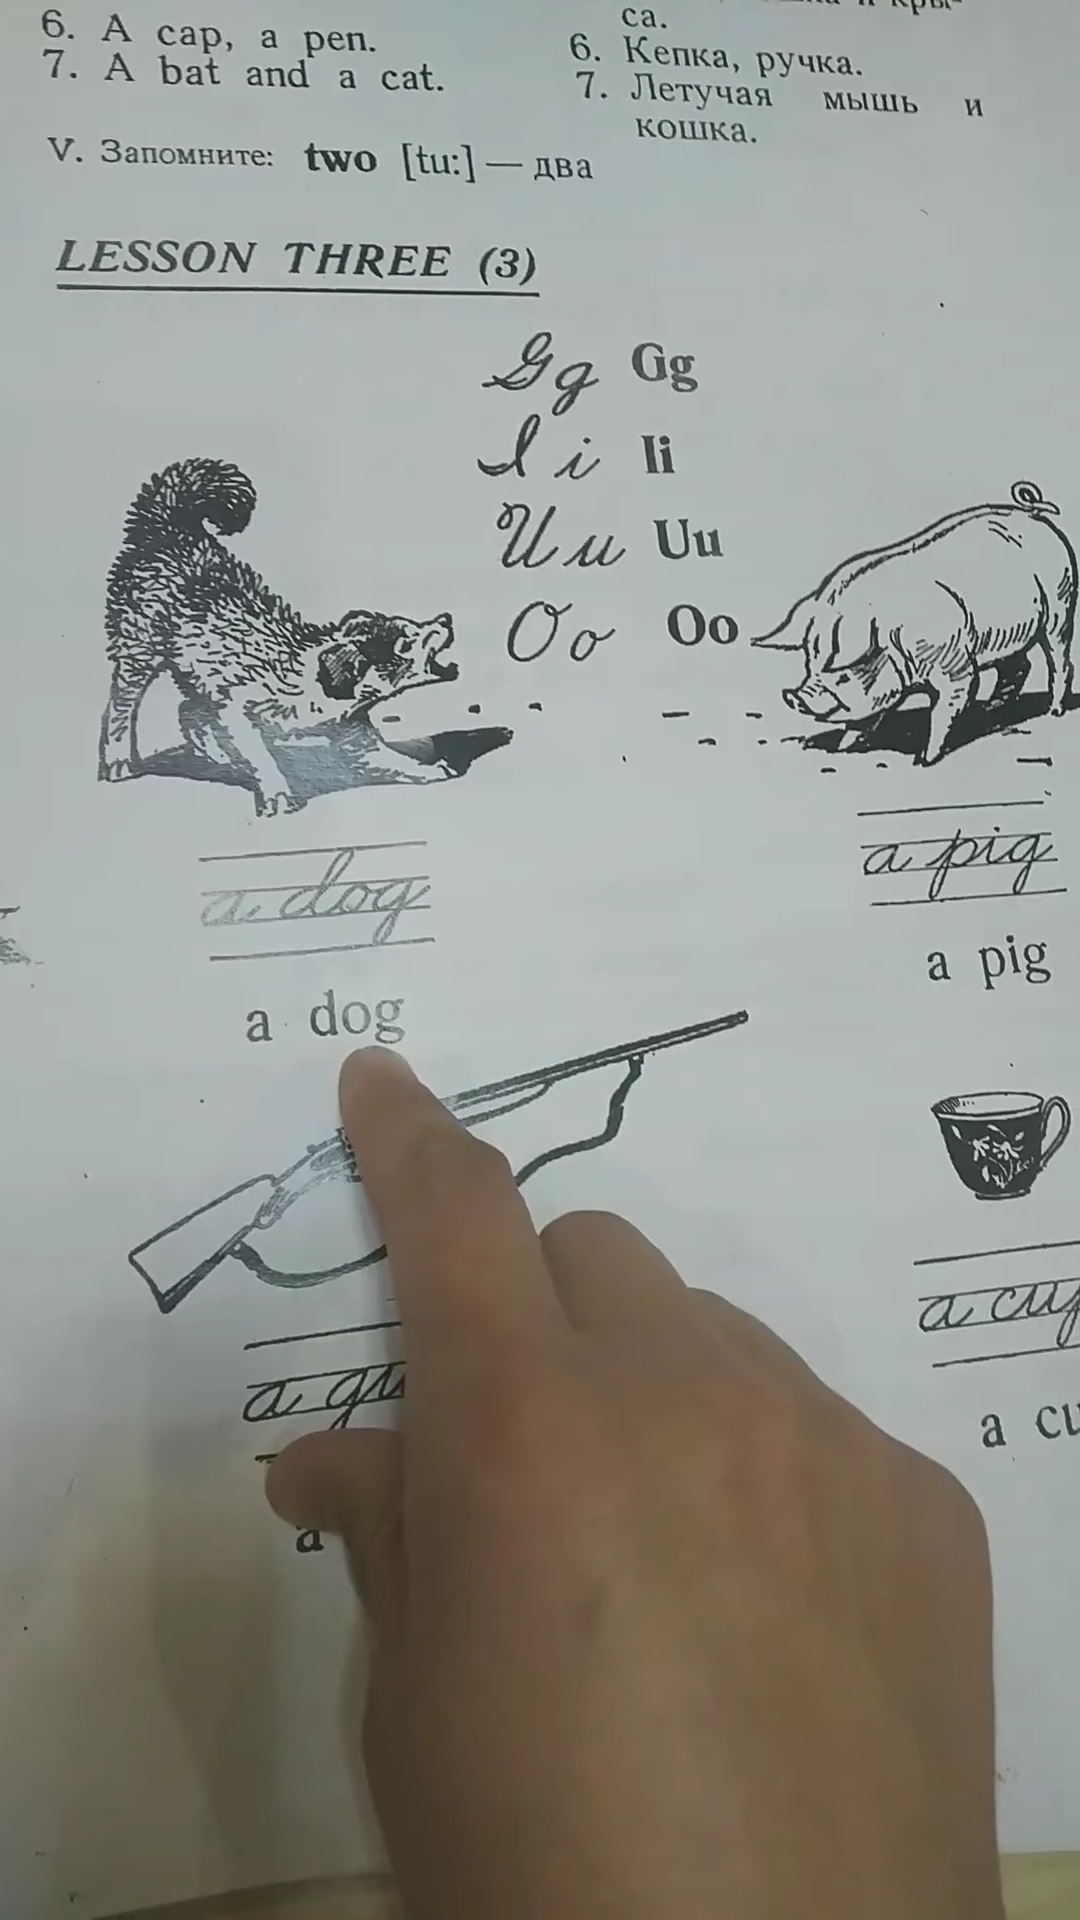 са.
6. A cap, a pen.
6. Кепка, ручка.
7. A bat and a cat.
7. Летучая мышь и
кошка.
V. Запомните: two [tu:] — два
LESSON THREE (3)
Gg Gg
Ii Ii
Uu Uu
Oo Oo
a dog
a pig
a dog
a pig
a
a
a
a